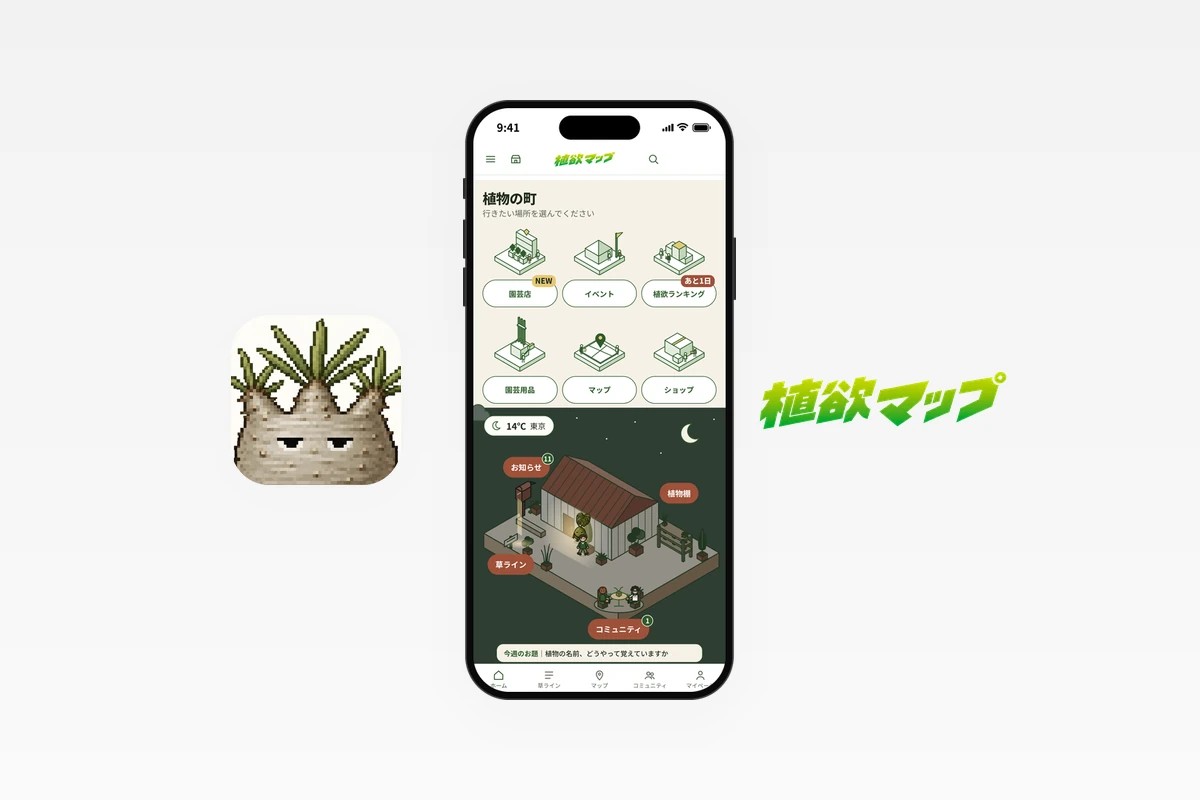 9:41
植欲マップ
植物の町
行きたい場所を選んでください
NEW
あと1日
園芸店
イベント
植欲ランキング
園芸用品
マップ
ショップ
14°C 東京
お知らせ
11
植物棚
草ライン
コミュニティ
1
今週のお題|植物の名前、どうやって覚えていますか
ホーム
草ライン
マップ
コミュニティ
マイペー
植欲マップ